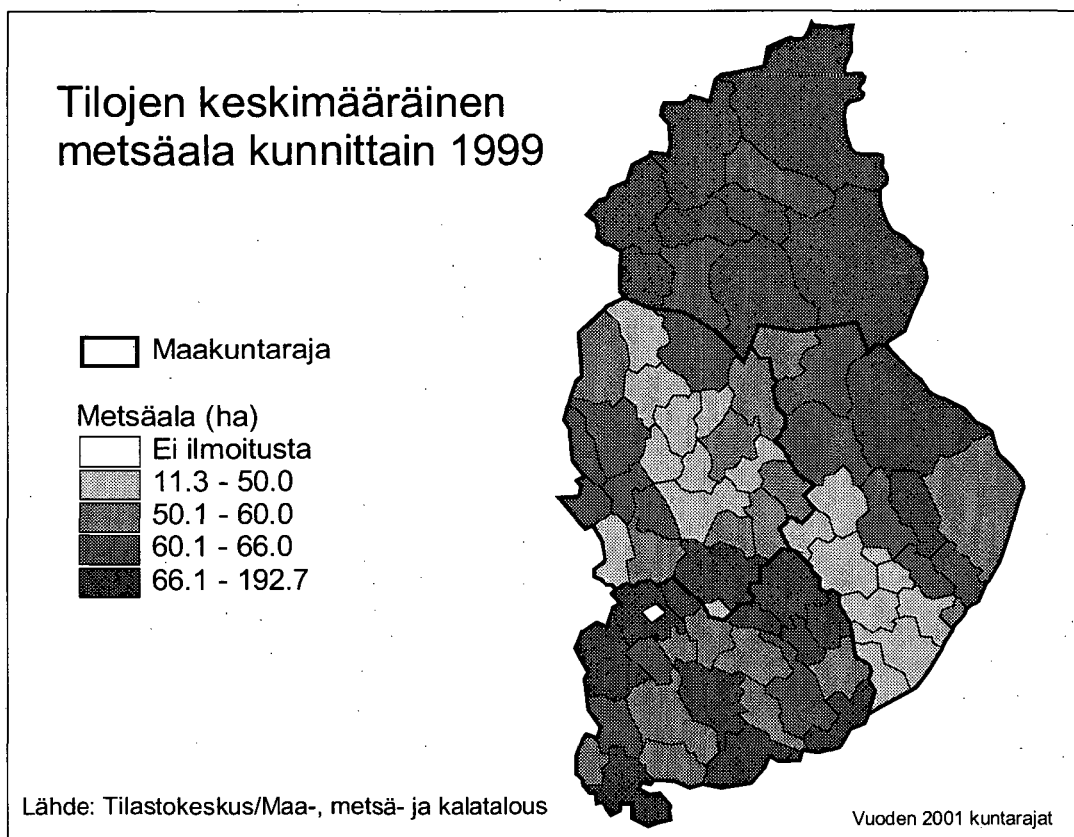 Tilojen keskimääräinen
metsäala kunnittain 1999
Maakuntaraja
Metsäala (ha)
Ei ilmoitusta
11.3 - 50.0
50.1 - 60.0
60.1 - 66.0
66.1 - 192.7
Lähde: Tilastokeskus/Maa-, metsä- ja kalatalous
Vuoden 2001 kuntarajat